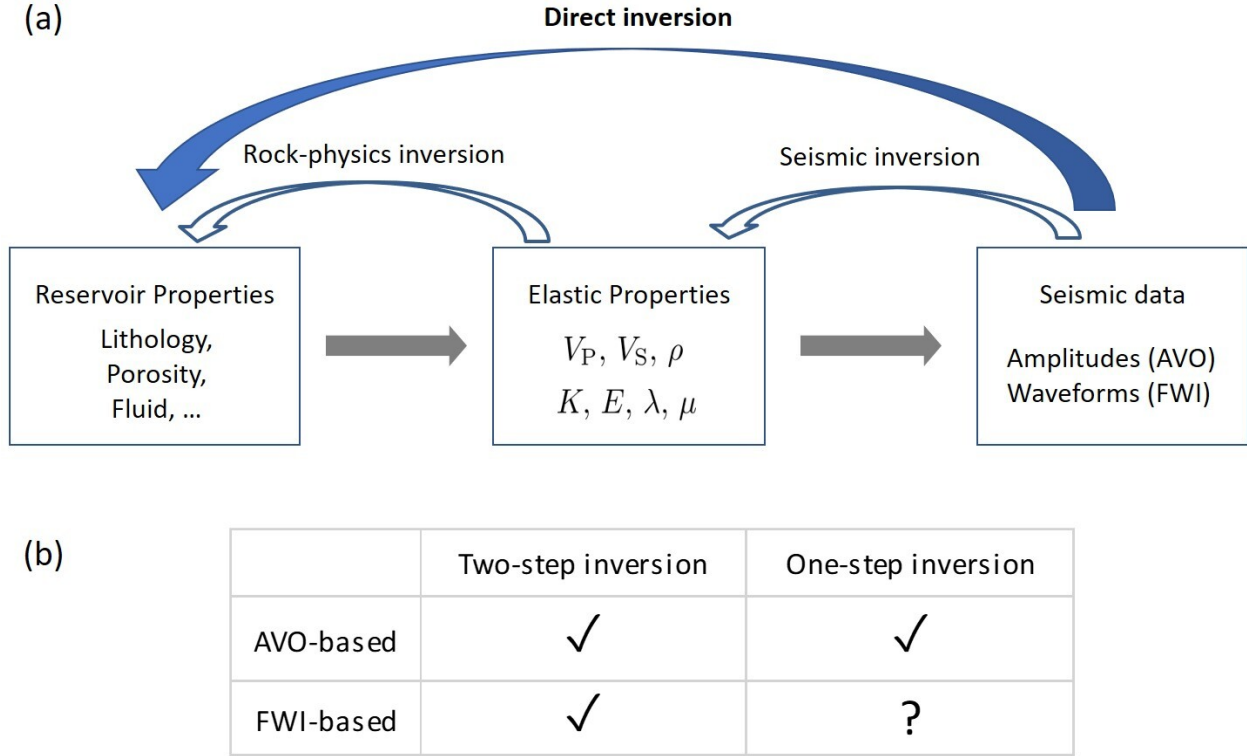 (a)
Direct inversion
Rock-physics inversion
Seismic inversion
Reservoir Properties
Lithology,
Porosity,
Fluid, ...
Elastic Properties
V_P, V_S, ρ
K, E, λ, μ
Seismic data
Amplitudes (AVO)
Waveforms (FWI)
(b)
Two-step inversion One-step inversion
AVO-based ✓ ✓
FWI-based ✓ ?